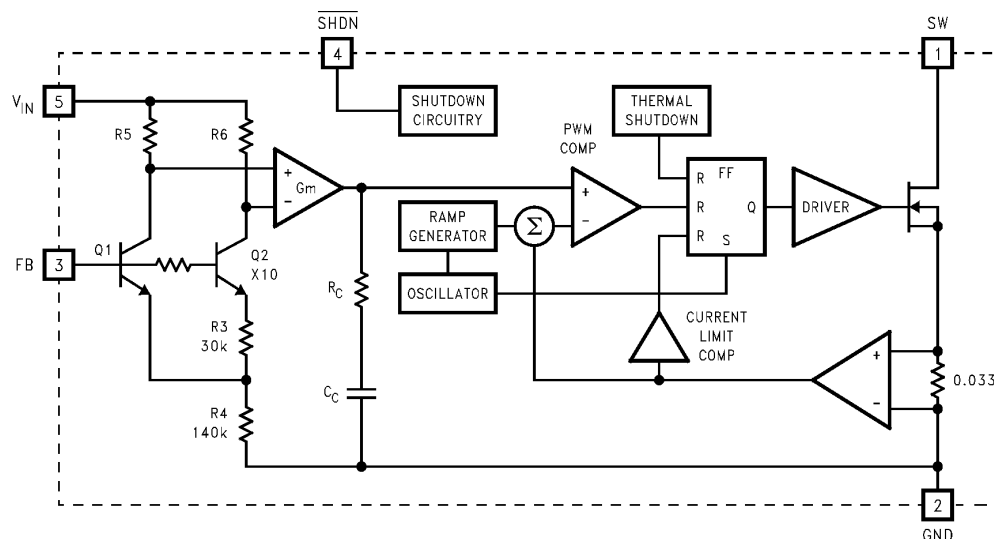 SHDN
SW
4
1
VIN
5
SHUTDOWN
CIRCUITRY
THERMAL
SHUTDOWN
R5
R6
PWM
COMP
+
Gm
−
+
−
FF
R
R
R
Q
S
DRIVER
RAMP
GENERATOR
Σ
FB
3
Q1
Q2
X10
OSCILLATOR
RC
R3
30k
CURRENT
LIMIT
COMP
+
−
0.033
CC
R4
140k
2
GND